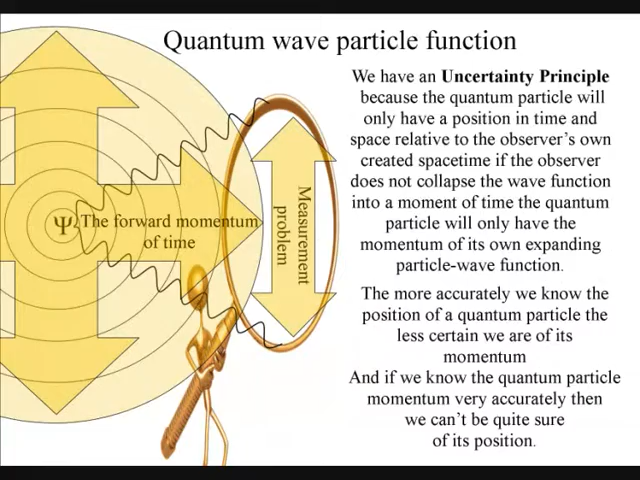 Quantum wave particle function
We have an Uncertainty Principle
because the quantum particle will
only have a position in time and
space relative to the observer's own
created spacetime if the observer
does not collapse the wave function
into a moment of time the quantum
particle will only have the
momentum of its own expanding
particle-wave function.
The more accurately we know the
position of a quantum particle the
less certain we are of its
momentum
And if we know the quantum particle
momentum very accurately then
we can't be quite sure
of its position.
Ψ
The forward momentum
of time
Measurement
problem